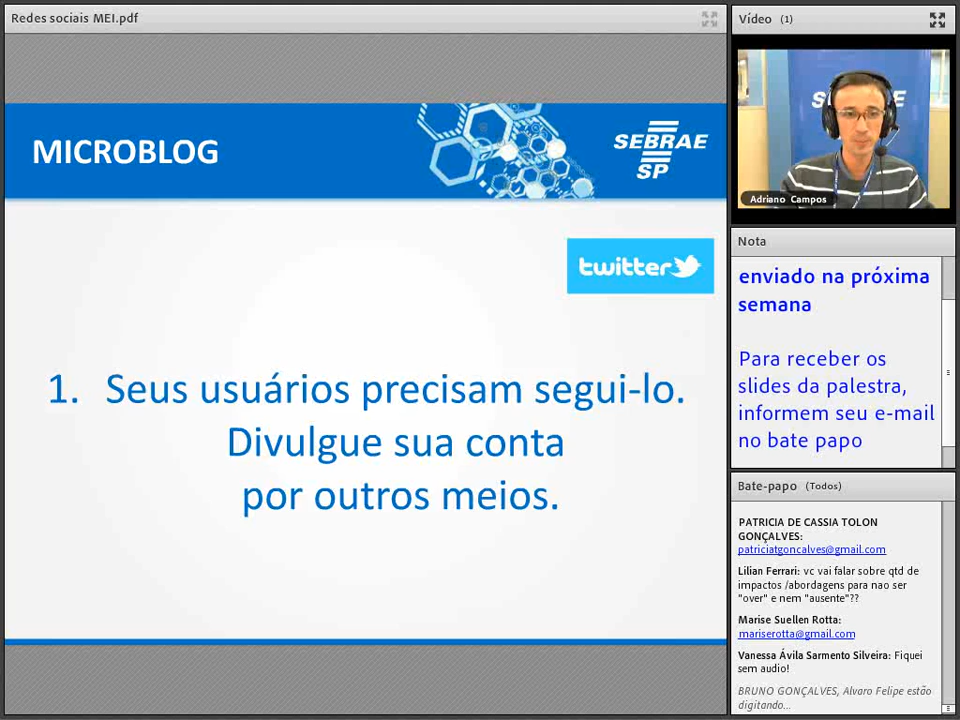 Redes sociais MEI.pdf
MICROBLOG
SEBRAE
SP
twitter
1. Seus usuários precisam segui-lo.
Divulgue sua conta
por outros meios.
Vídeo (1)
Adriano Campos
Nota
enviado na próxima
semana
Para receber os
slides da palestra,
informem seu e-mail
no bate papo
Bate-papo (Todos)
PATRICIA DE CASSIA TOLON
GONÇALVES:
patriciatgoncalves@gmail.com
Lilian Ferrari: vc vai falar sobre qtd de
impactos /abordagens para nao ser
"over" e nem "ausente"??
Marise Suellen Rotta:
mariserotta@gmail.com
Vanessa Ávila Sarmento Silveira: Fiquei
sem audio!
BRUNO GONÇALVES, Alvaro Felipe estão
digitando...